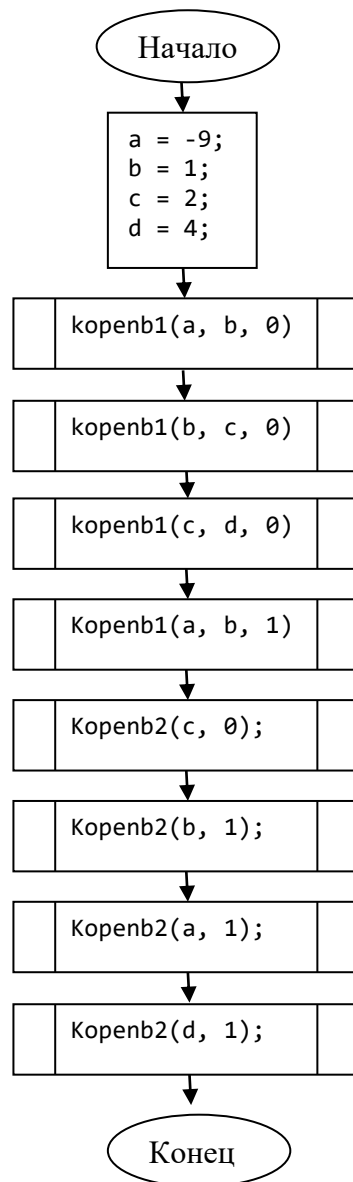 Начало
a = -9;
b = 1;
c = 2;
d = 4;
kopenb1(a, b, 0)
kopenb1(b, c, 0)
kopenb1(c, d, 0)
Kopenb1(a, b, 1)
Kopenb2(c, 0);
Kopenb2(b, 1);
Kopenb2(a, 1);
Kopenb2(d, 1);
Конец